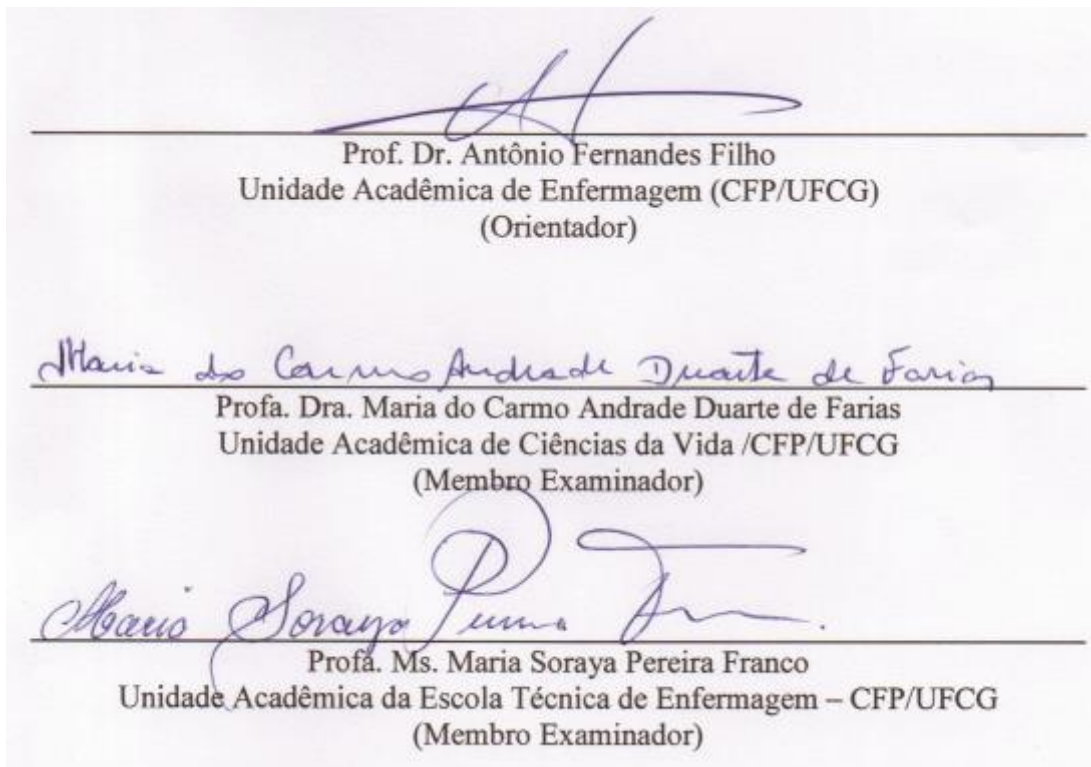 Prof. Dr. Antônio Fernandes Filho
Unidade Acadêmica de Enfermagem (CFP/UFCG)
(Orientador)
Maria do Carmo Andrade Duarte de Farias
Profa. Dra. Maria do Carmo Andrade Duarte de Farias
Unidade Acadêmica de Ciências da Vida /CFP/UFCG
(Membro Examinador)
Maria Soraya Pereira Franco
Profa. Ms. Maria Soraya Pereira Franco
Unidade Acadêmica da Escola Técnica de Enfermagem – CFP/UFCG
(Membro Examinador)